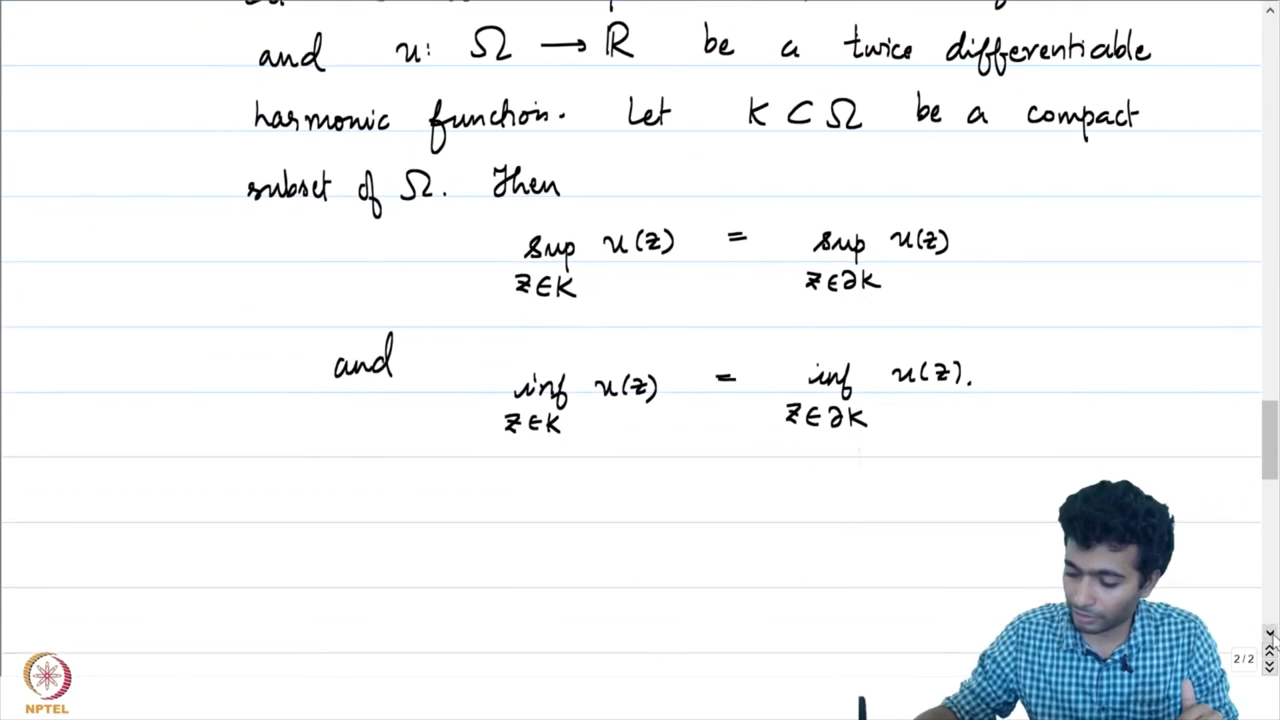 and u: Ω → ℝ be a twice differentiable
harmonic function. Let K ⊂ Ω be a compact
subset of Ω. Then
sup u(z) = sup u(z)
z∈K z∈∂K
and inf u(z) = inf u(z).
z∈K z∈∂K
2/2
NPTEL